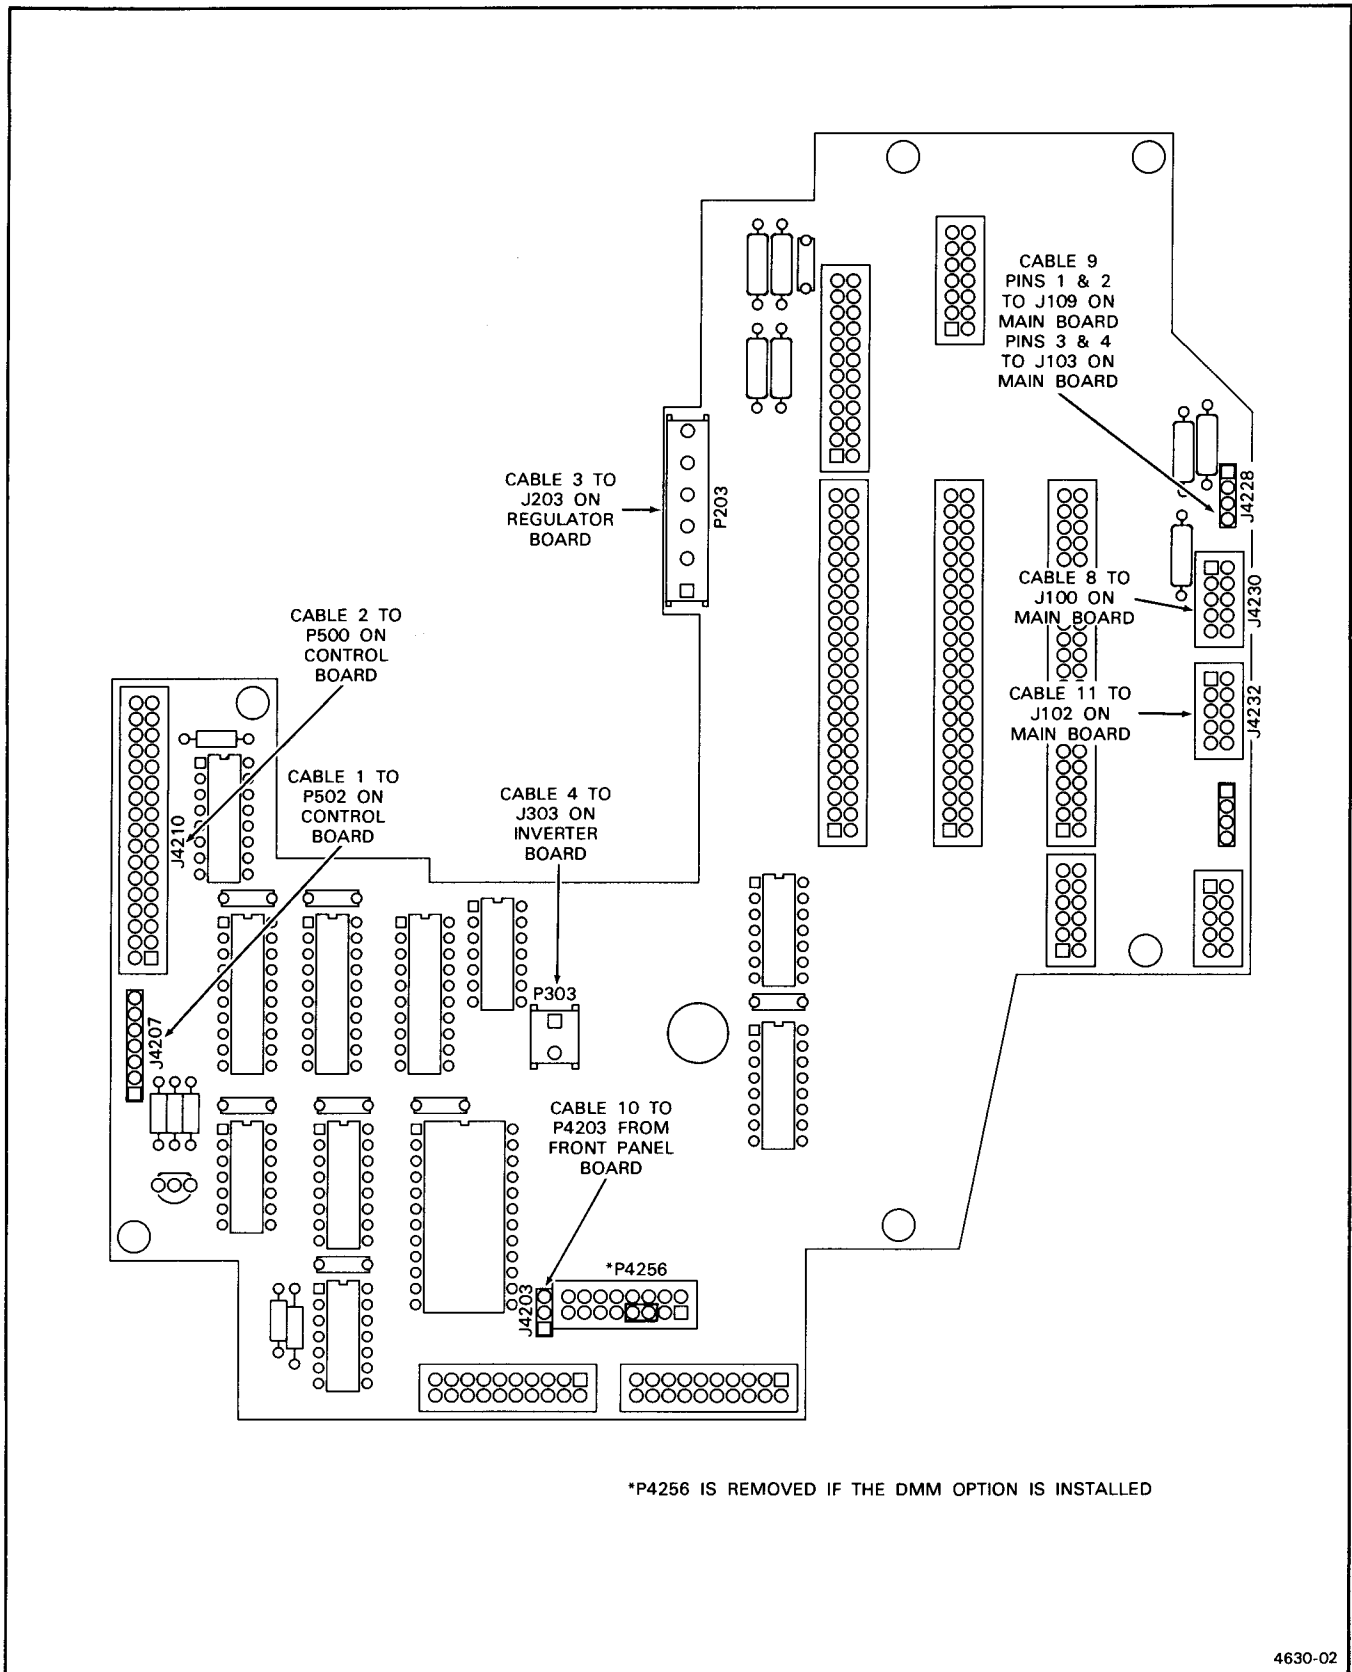 CABLE 9
PINS 1 & 2
TO J109 ON
MAIN BOARD
PINS 3 & 4
TO J103 ON
MAIN BOARD
J4228
CABLE 3 TO
J203 ON
REGULATOR
BOARD
P203
CABLE 8 TO
J100 ON
MAIN BOARD
J4230
CABLE 2 TO
P500 ON
CONTROL
BOARD
CABLE 11 TO
J102 ON
MAIN BOARD
J4232
J4210
CABLE 1 TO
P502 ON
CONTROL
BOARD
CABLE 4 TO
J303 ON
INVERTER
BOARD
P303
J4207
CABLE 10 TO
P4203 FROM
FRONT PANEL
BOARD
J4203
*P4256
*P4256 IS REMOVED IF THE DMM OPTION IS INSTALLED
4630-02